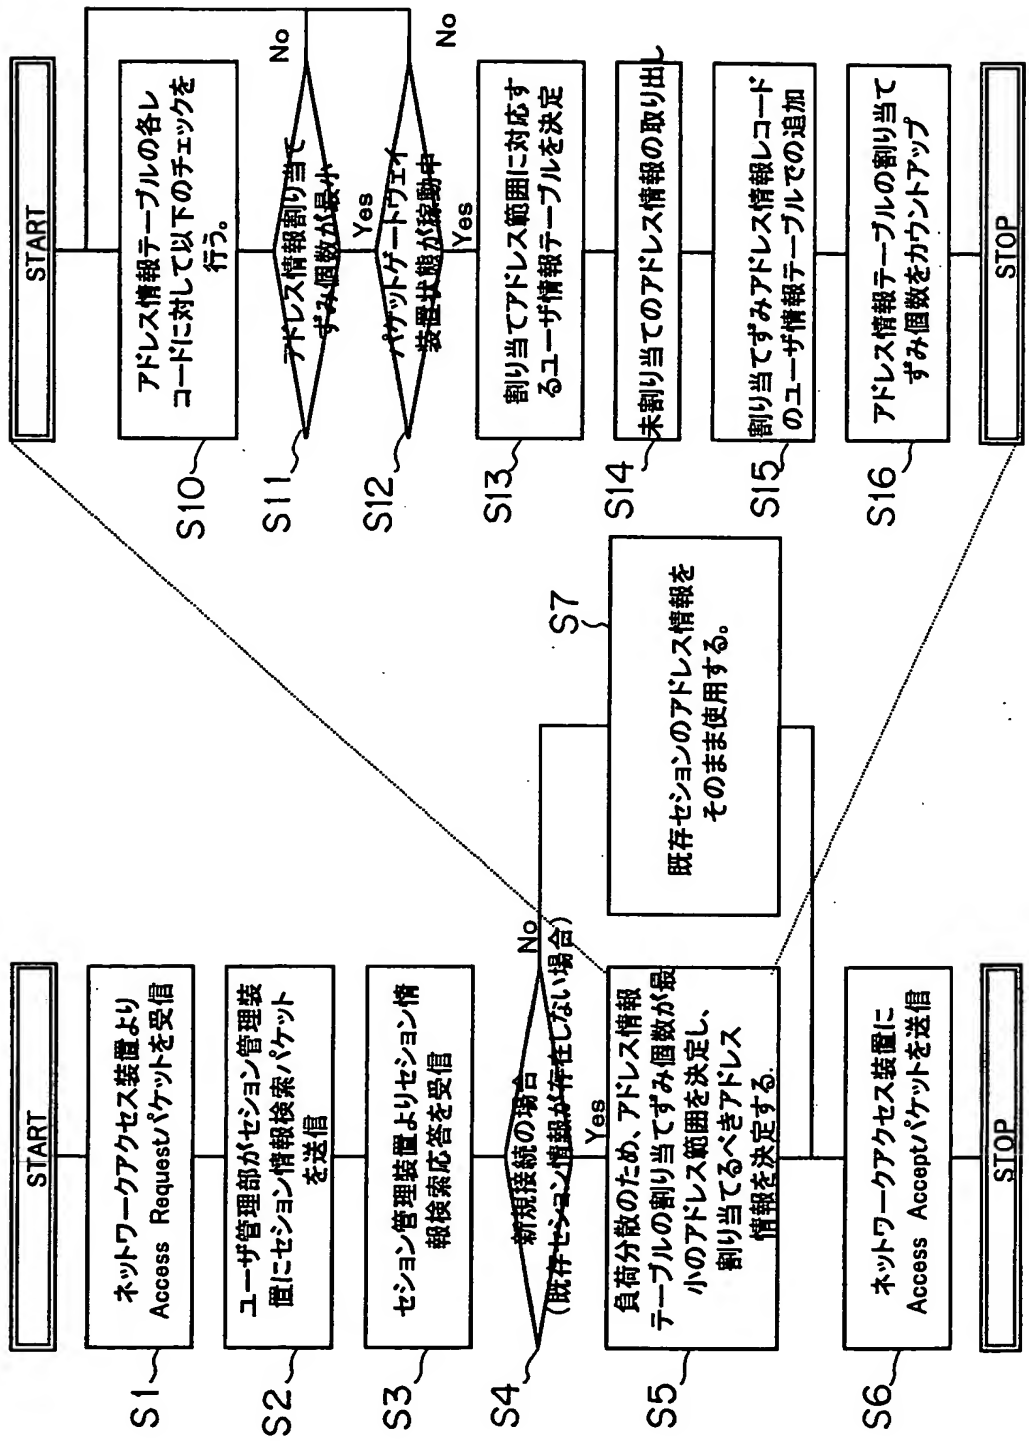 START
S1
ネットワークアクセス装置より
Access Requestパケットを受信
S2
ユーザ管理部がセション管理装
置にセション情報検索パケット
を送信
S3
セション管理装置よりセション情
報検索応答を受信
S4
新規接続の場合
(既存セション情報が存在しない場合)
No
Yes
S5
負荷分散のため、アドレス情報
テーブルの割り当てずみ個数が最
小のアドレス範囲を決定し、
割り当てるべきアドレス
情報を決定する.
S7
既存セションのアドレス情報を
そのまま使用する。
S6
ネットワークアクセス装置に
Access Acceptパケットを送信
STOP
START
S10
アドレス情報テーブルの各レ
コードに対して以下のチェックを
行う。
S11
アドレス情報割り当て
ずみ個数が最小
No
Yes
S12
パケットゲートウェイ
装置状態が稼動中
No
Yes
S13
割り当てアドレス範囲に対応す
るユーザ情報テーブルを決定
S14
未割り当てのアドレス情報の取り出し
S15
割り当てずみアドレス情報レコード
のユーザ情報テーブルでの追加
S16
アドレス情報テーブルの割り当て
ずみ個数をカウントアップ
STOP